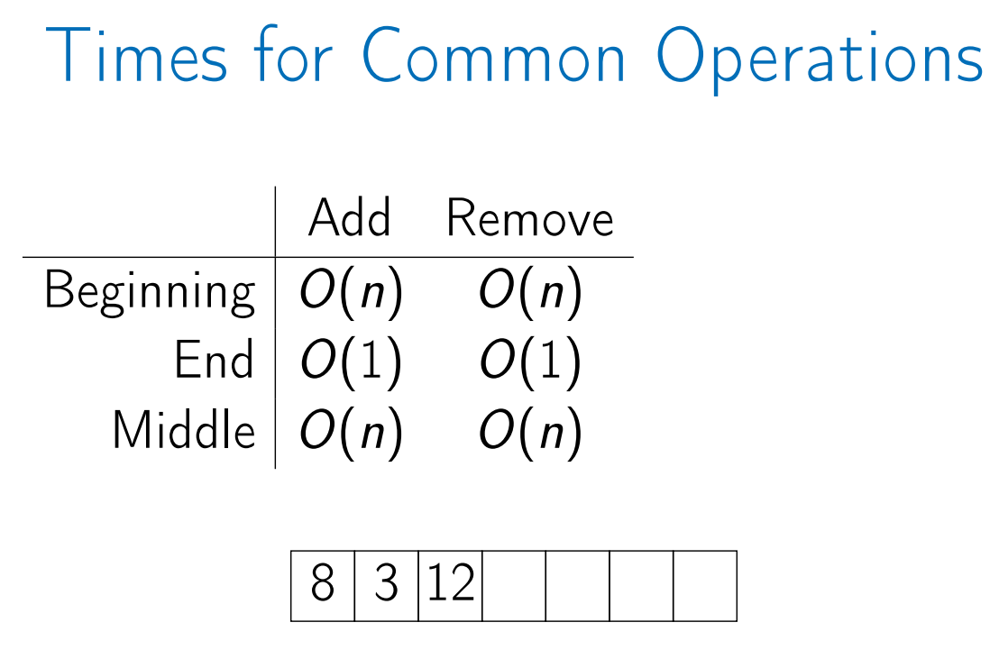 Times for Common Operations
Add Remove
Beginning O(n) O(n)
End O(1) O(1)
Middle O(n) O(n)
8 3 12